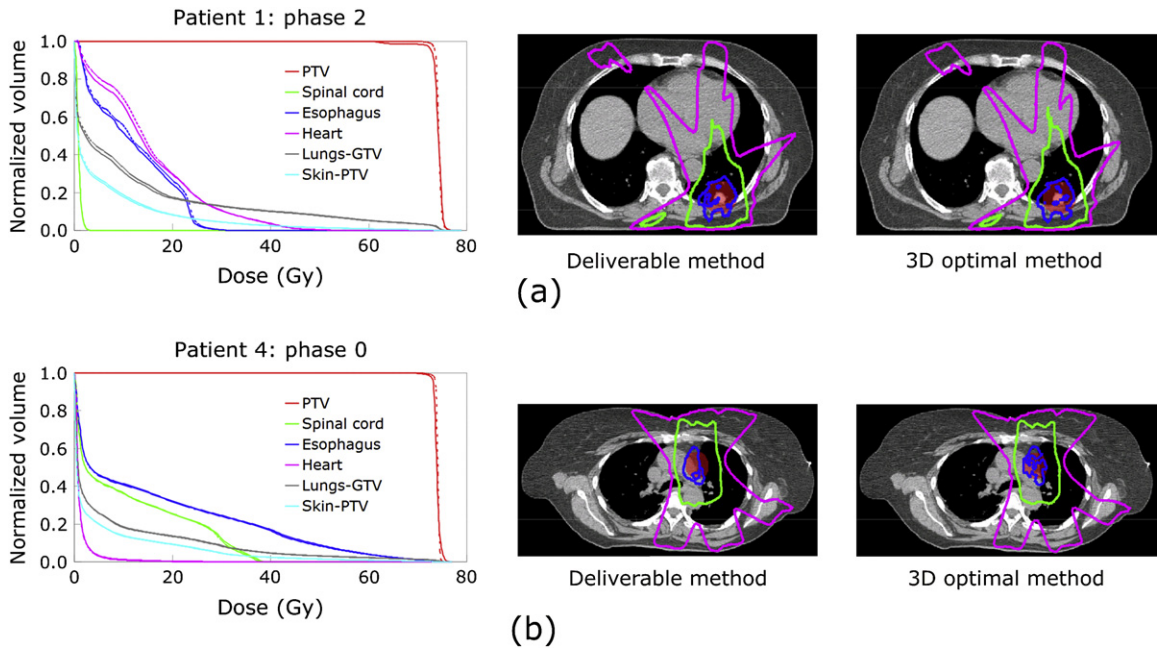 Patient 1: phase 2
Normalized volume
1.0
0.8
0.6
0.4
0.2
0.0
PTV
Spinal cord
Esophagus
Heart
Lungs-GTV
Skin-PTV
0 20 40 60 80
Dose (Gy)
Deliverable method
3D optimal method
(a)
Patient 4: phase 0
Normalized volume
1.0
0.8
0.6
0.4
0.2
0.0
PTV
Spinal cord
Esophagus
Heart
Lungs-GTV
Skin-PTV
0 20 40 60 80
Dose (Gy)
Deliverable method
3D optimal method
(b)